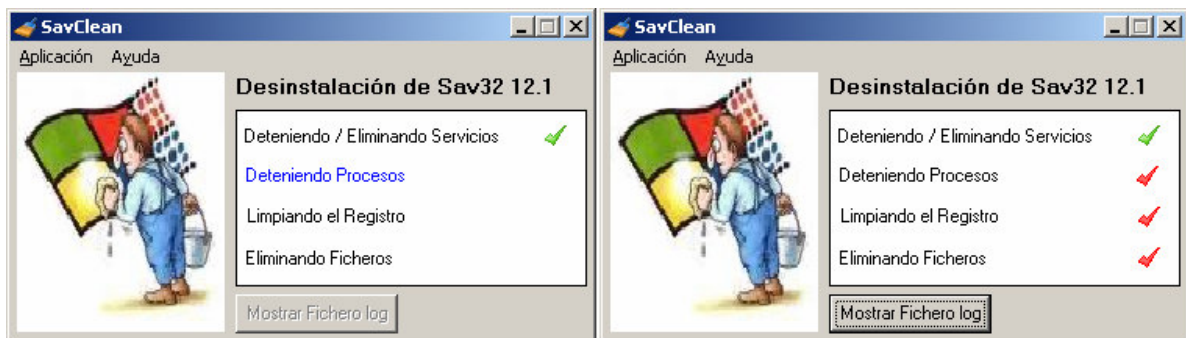 SavClean
Aplicación Ayuda
Desinstalación de Sav32 12.1
Deteniendo / Eliminando Servicios
Deteniendo Procesos
Limpiando el Registro
Eliminando Ficheros
Mostrar Fichero log
SavClean
Aplicación Ayuda
Desinstalación de Sav32 12.1
Deteniendo / Eliminando Servicios
Deteniendo Procesos
Limpiando el Registro
Eliminando Ficheros
Mostrar Fichero log